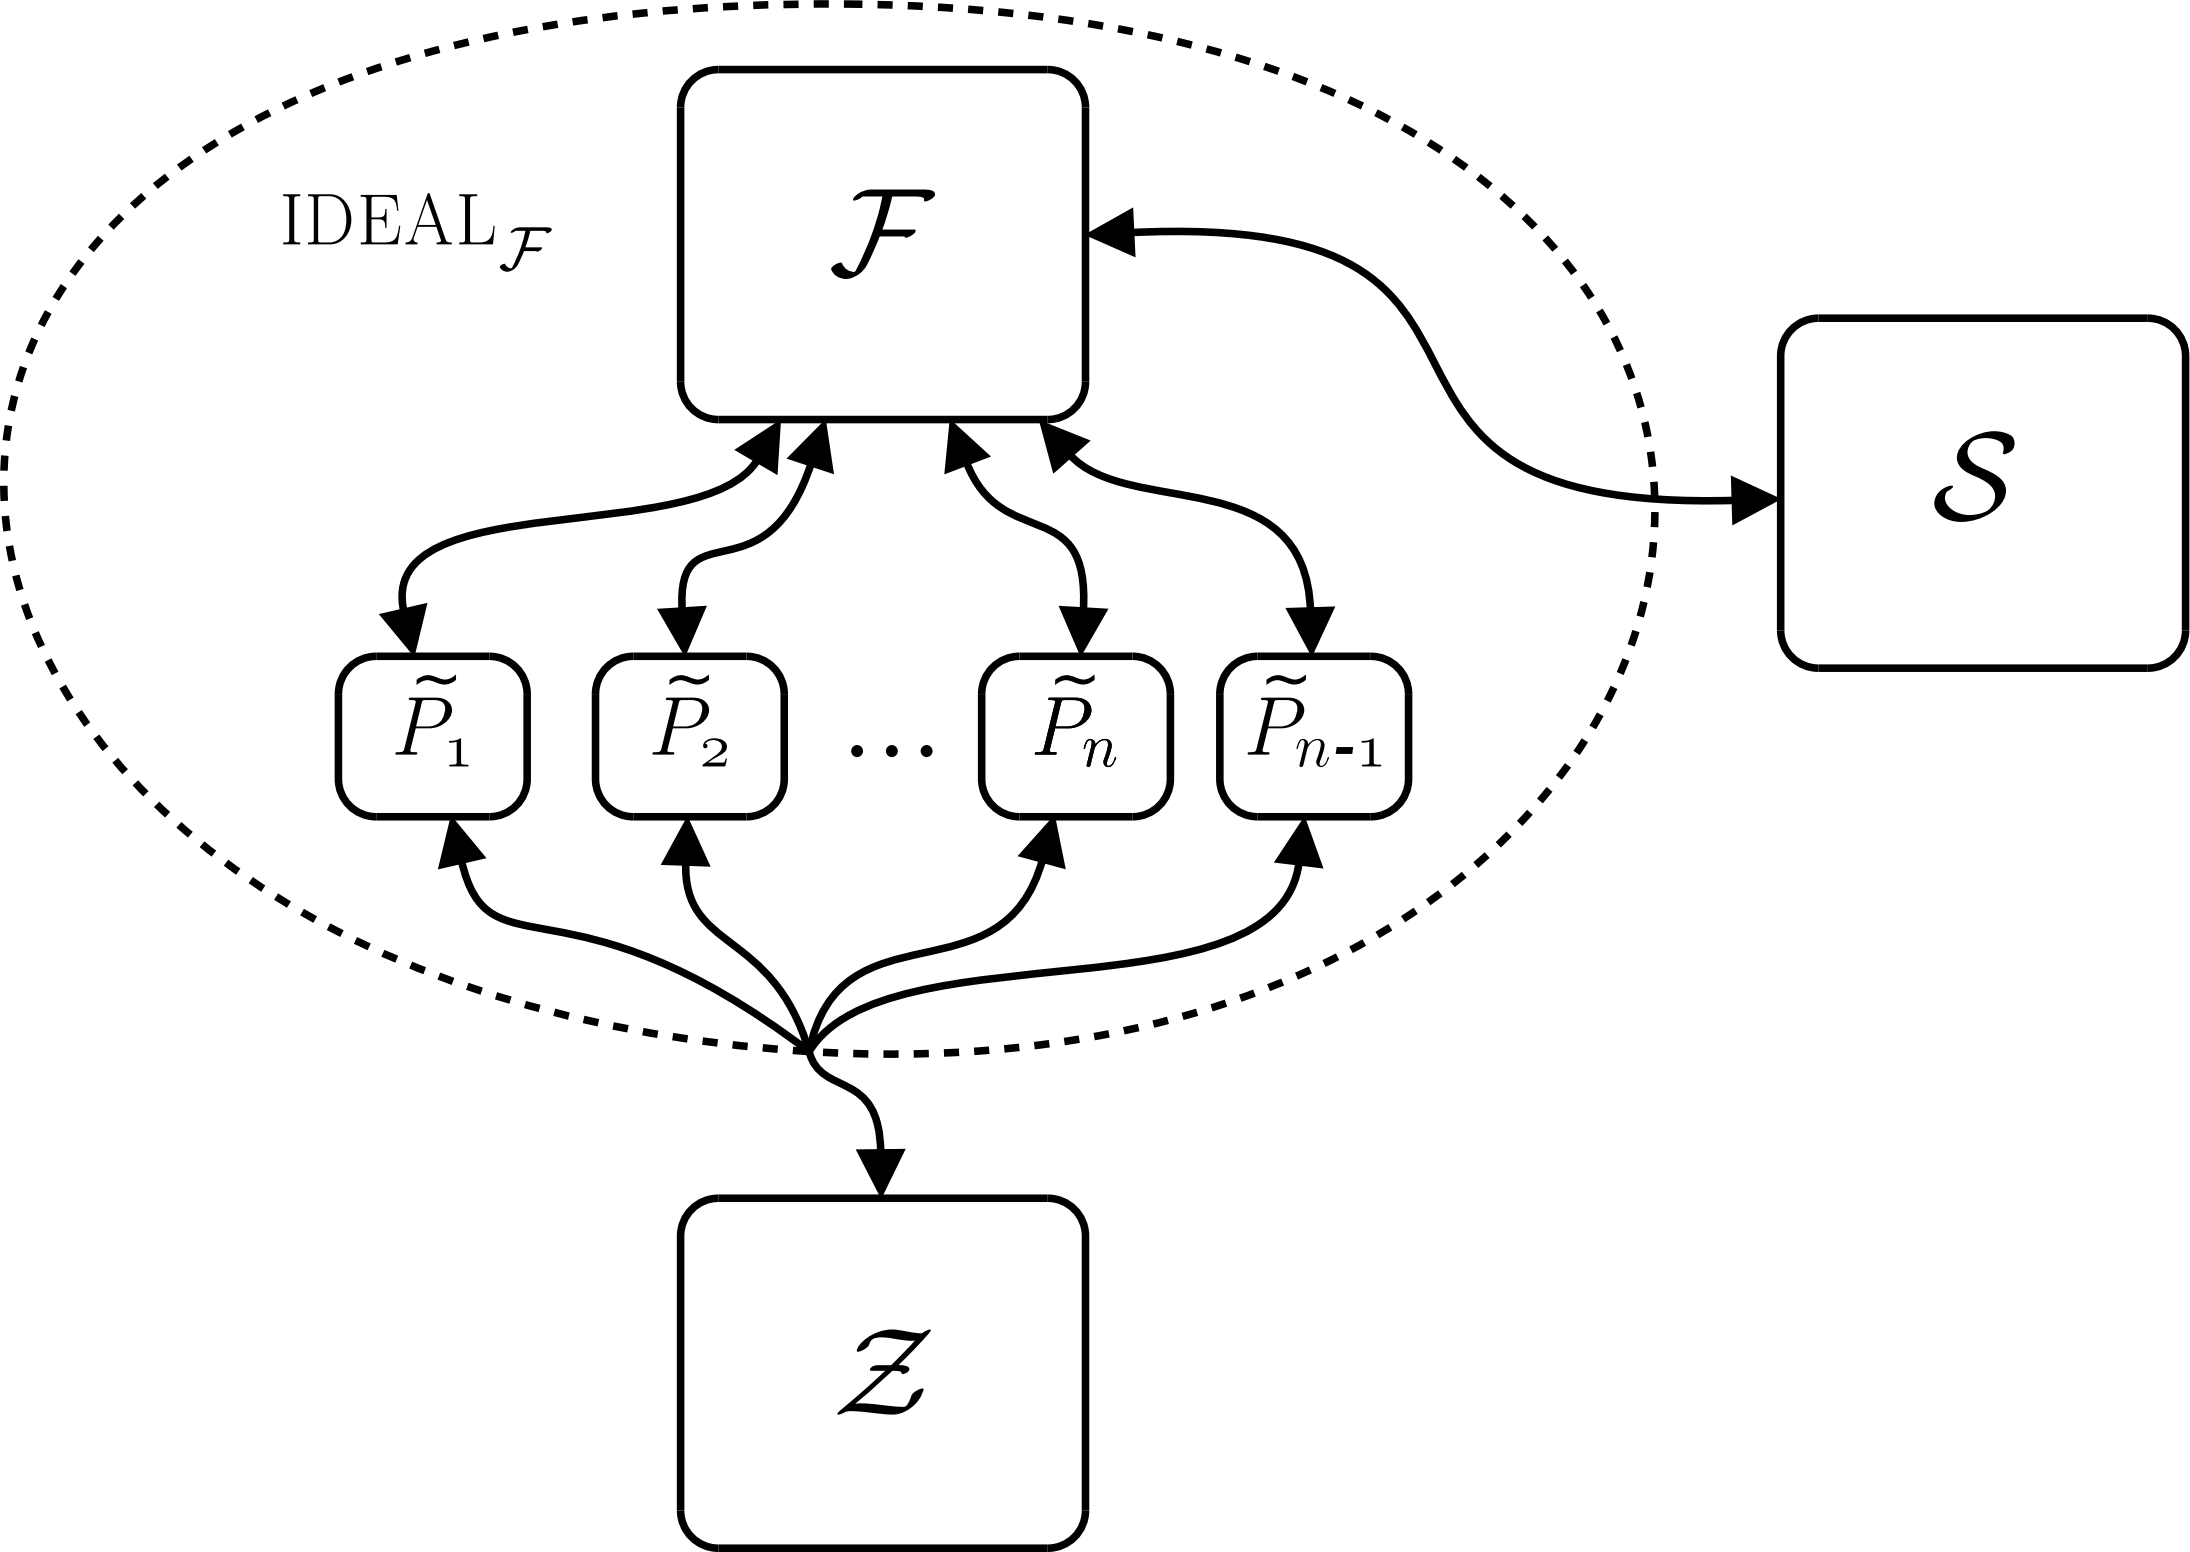 ℱ
IDEAL_ℱ
𝒮
P̃₁ P̃₂ ... P̃ₙ P̃ₙ₋₁
𝒵